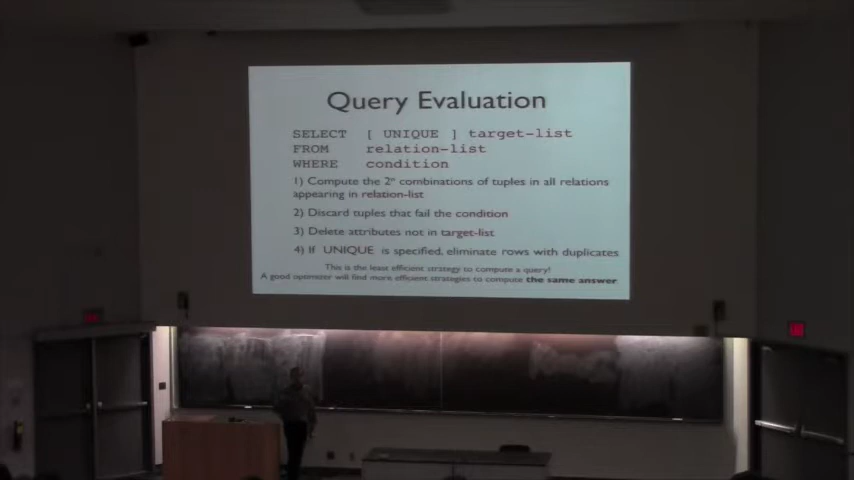 Query Evaluation
SELECT [ UNIQUE ] target-list
FROM relation-list
WHERE condition
1) Compute the 2ⁿ combinations of tuples in all relations
appearing in relation-list
2) Discard tuples that fail the condition
3) Delete attributes not in target-list
4) If UNIQUE is specified, eliminate rows with duplicates
This is the least efficient strategy to compute a query!
A good optimizer will find more efficient strategies to compute the same answer